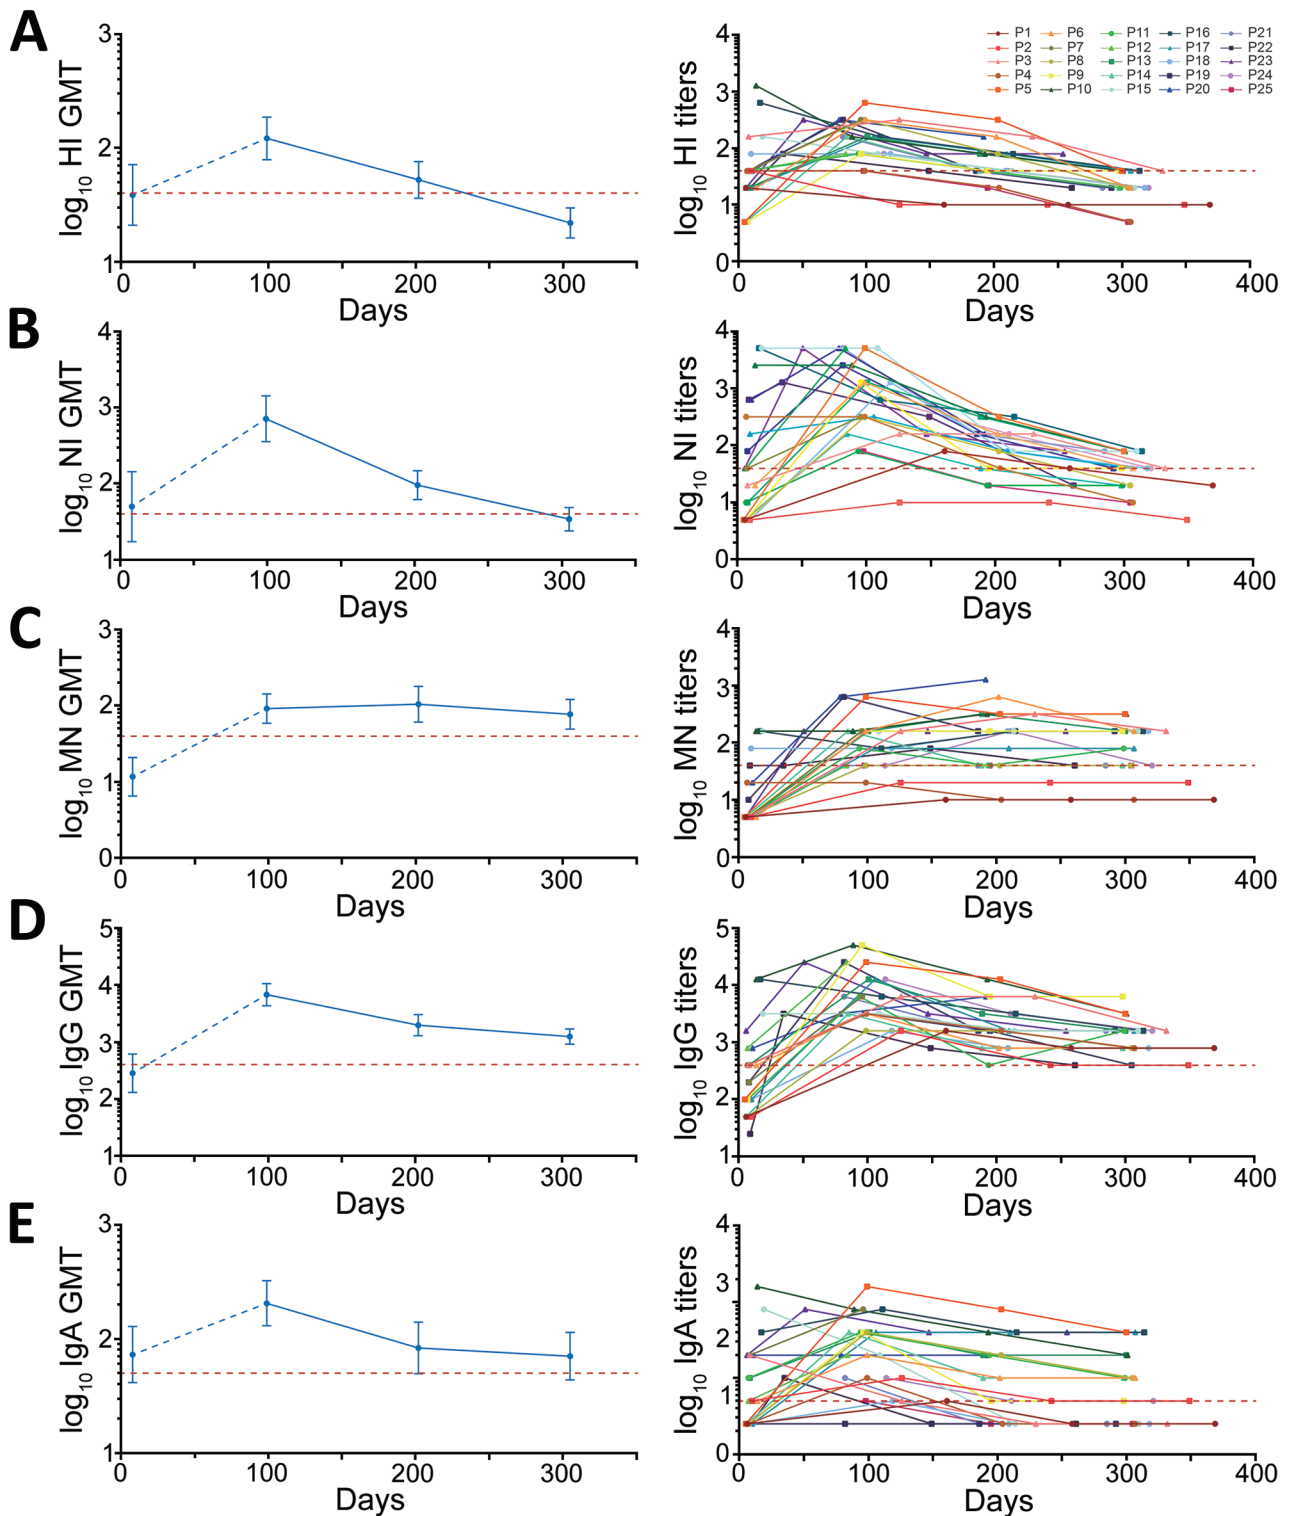 A
log10 HI GMT
3
2
1
0 100 200 300
Days
log10 HI titers
4
3
2
1
0
0 100 200 300 400
Days
P1 P6 P11 P16 P21
P2 P7 P12 P17 P22
P3 P8 P13 P18 P23
P4 P9 P14 P19 P24
P5 P10 P15 P20 P25
B
log10 NI GMT
4
3
2
1
0 100 200 300
Days
log10 NI titers
4
3
2
1
0
0 100 200 300 400
Days
C
log10 MN GMT
3
2
1
0
0 100 200 300
Days
log10 MN titers
4
3
2
1
0
0 100 200 300 400
Days
D
log10 IgG GMT
5
4
3
2
1
0 100 200 300
Days
log10 IgG titers
5
4
3
2
1
0 100 200 300 400
Days
E
log10 IgA GMT
3
2
1
0 100 200 300
Days
log10 IgA titers
4
3
2
1
0
0 100 200 300 400
Days